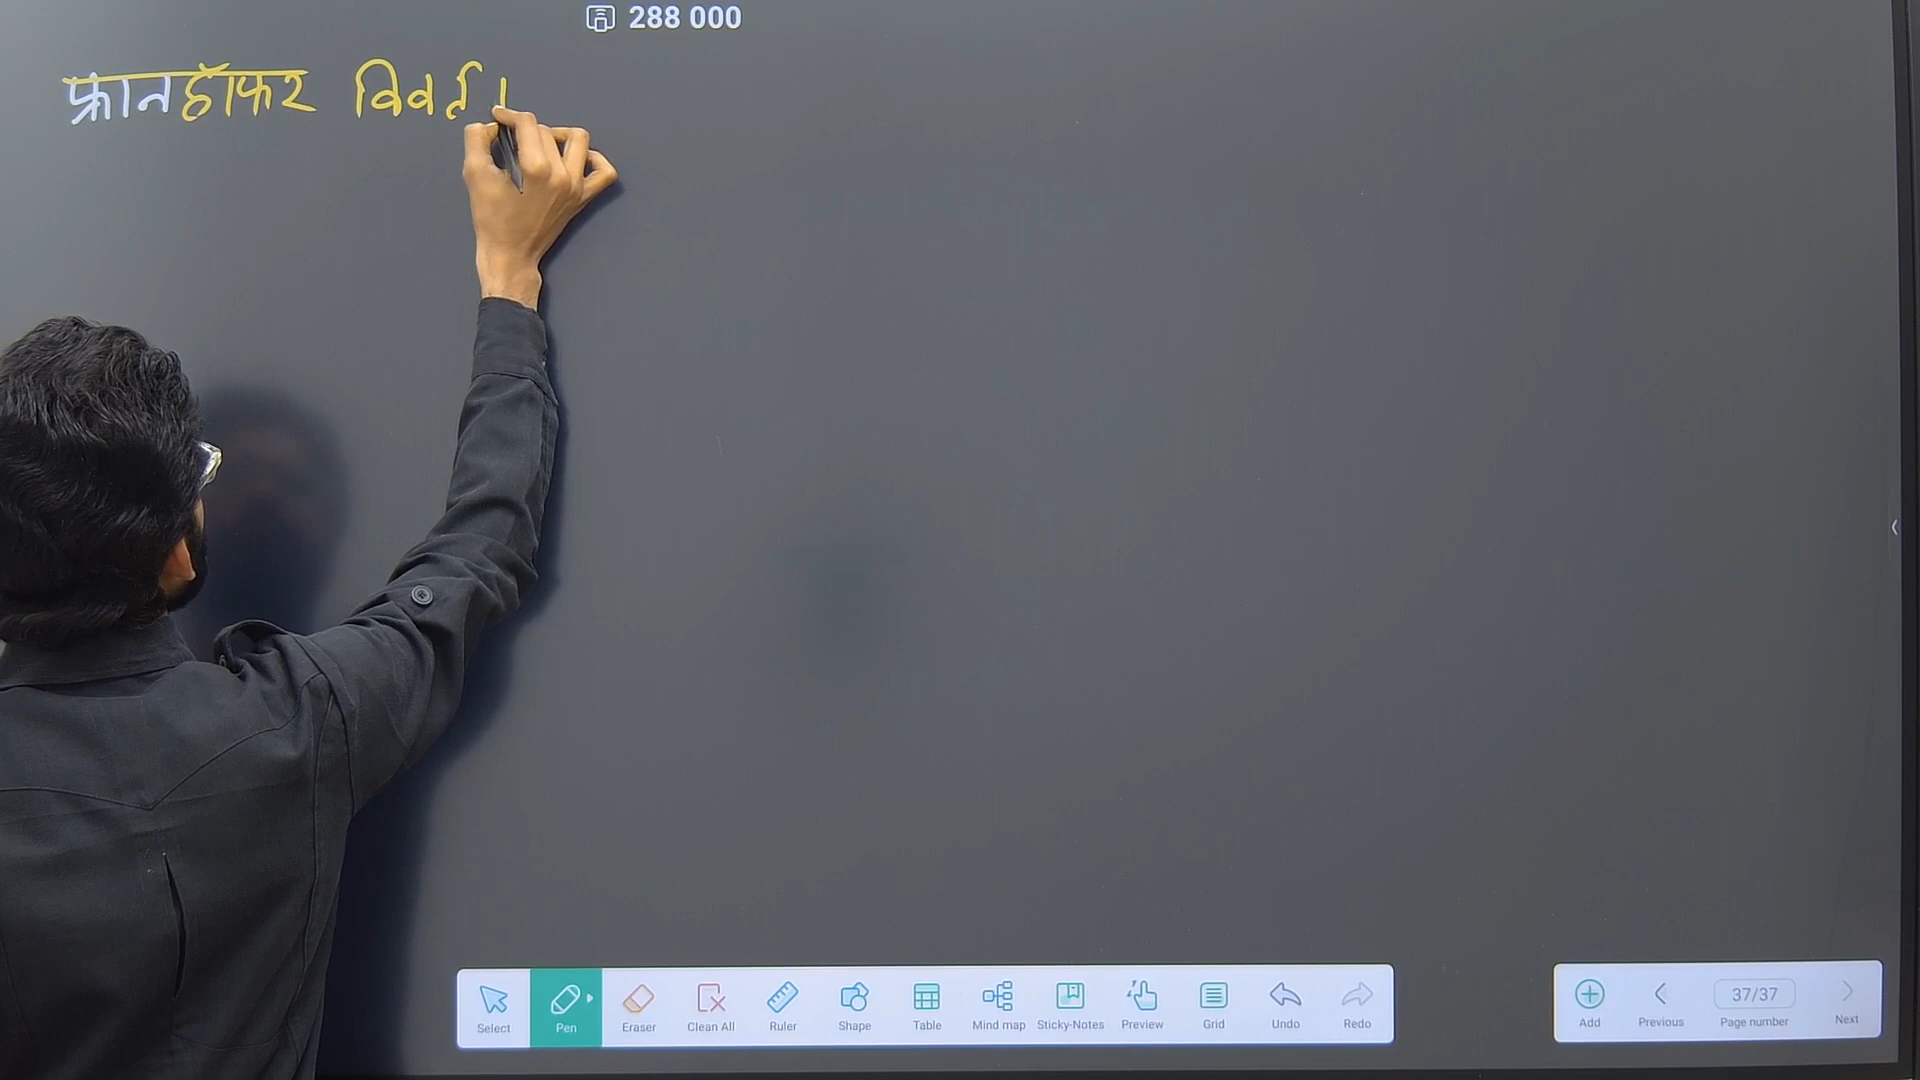 288 000
फ्रानहॉफर विवर्त
Select
Pen
Eraser
Clean All
Ruler
Shape
Table
Mind map
Sticky-Notes
Preview
Grid
Undo
Redo
Add
Previous
37/37
Page number
Next